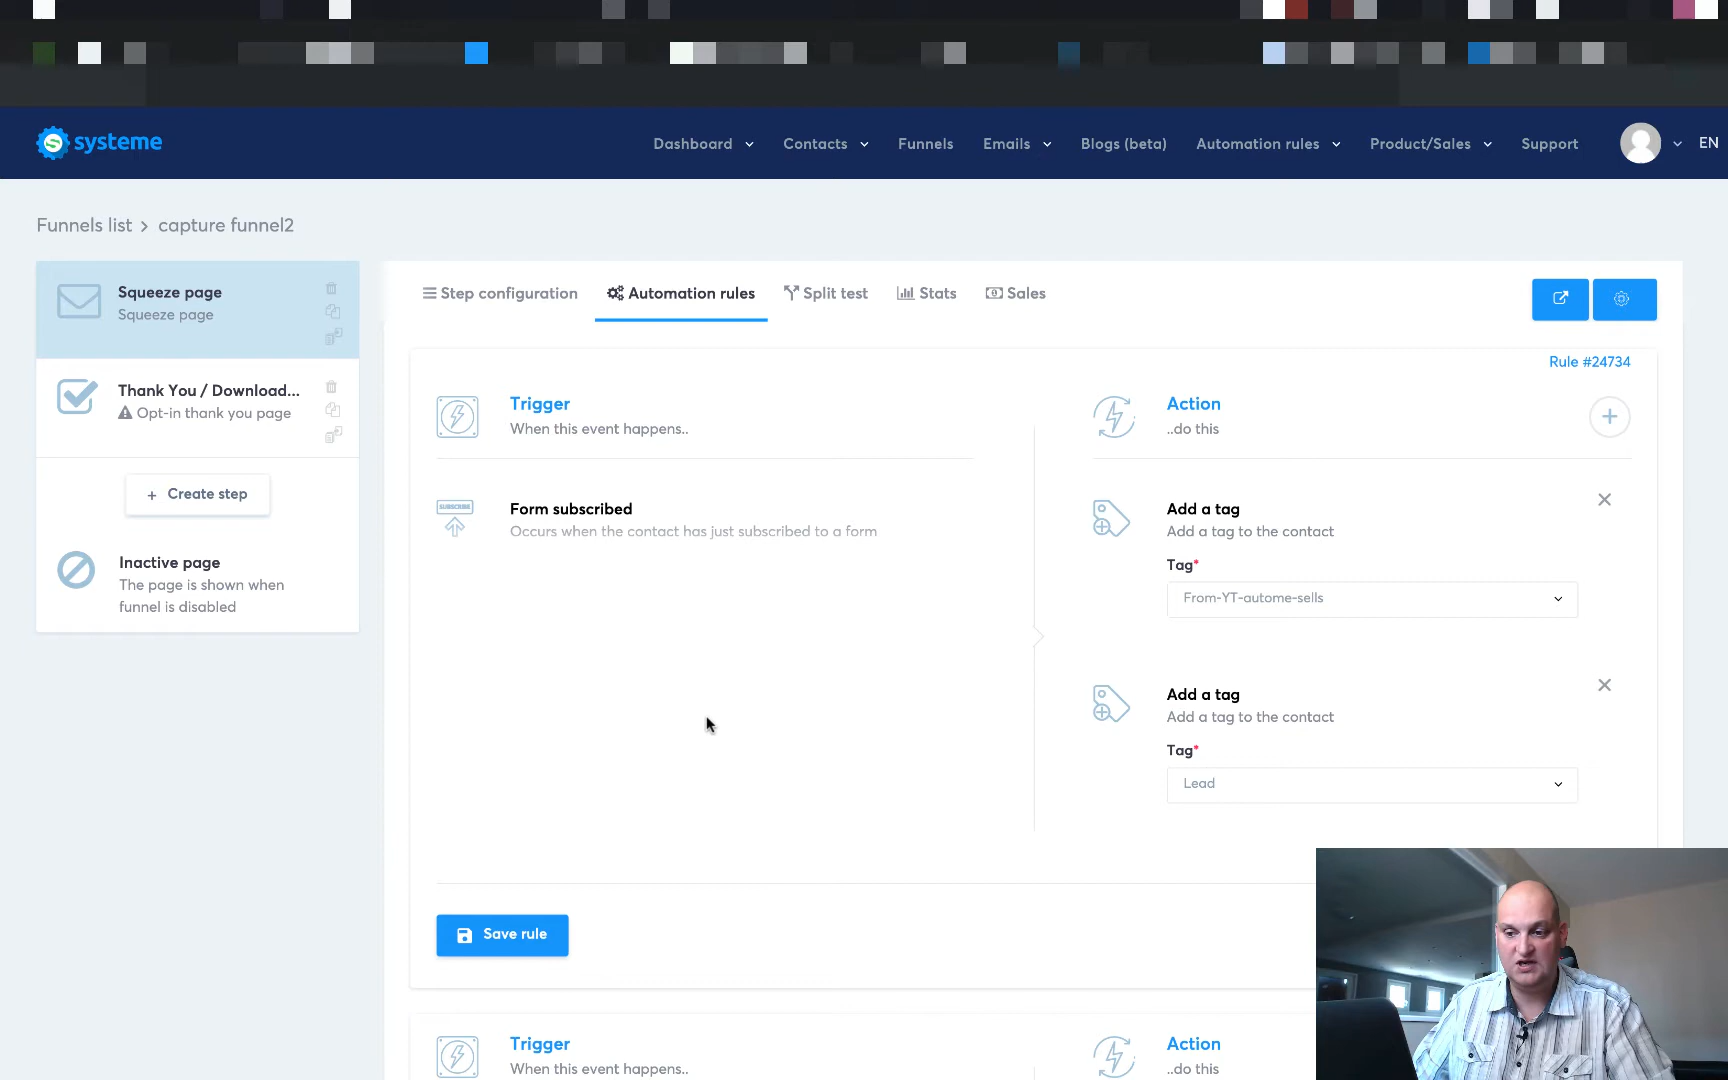 systeme
Dashboard
Contacts
Funnels
Emails
Blogs (beta)
Automation rules
Product/Sales
Support
EN
Funnels list > capture funnel2
Squeeze page
Squeeze page
Thank You / Download...
Opt-in thank you page
+ Create step
Inactive page
The page is shown when
funnel is disabled
Step configuration
Automation rules
Split test
Stats
Sales
Rule #24734
Trigger
When this event happens..
Action
..do this
SUBSCRIBE
Form subscribed
Occurs when the contact has just subscribed to a form
Add a tag
Add a tag to the contact
Tag*
From-YT-autome-sells
Add a tag
Add a tag to the contact
Tag*
Lead
Save rule
Trigger
When this event happens..
Action
..do this